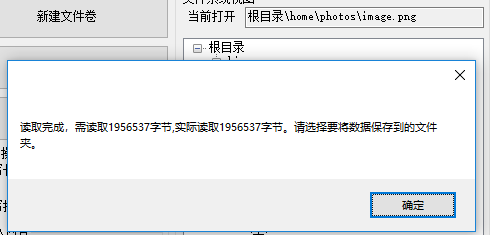 新建文件卷
文件系统视图
当前打开 根目录\home\photos\image.png
根目录
读取完成，需读取1956537字节,实际读取1956537字节。请选择要将数据保存到的文件
夹。
确定